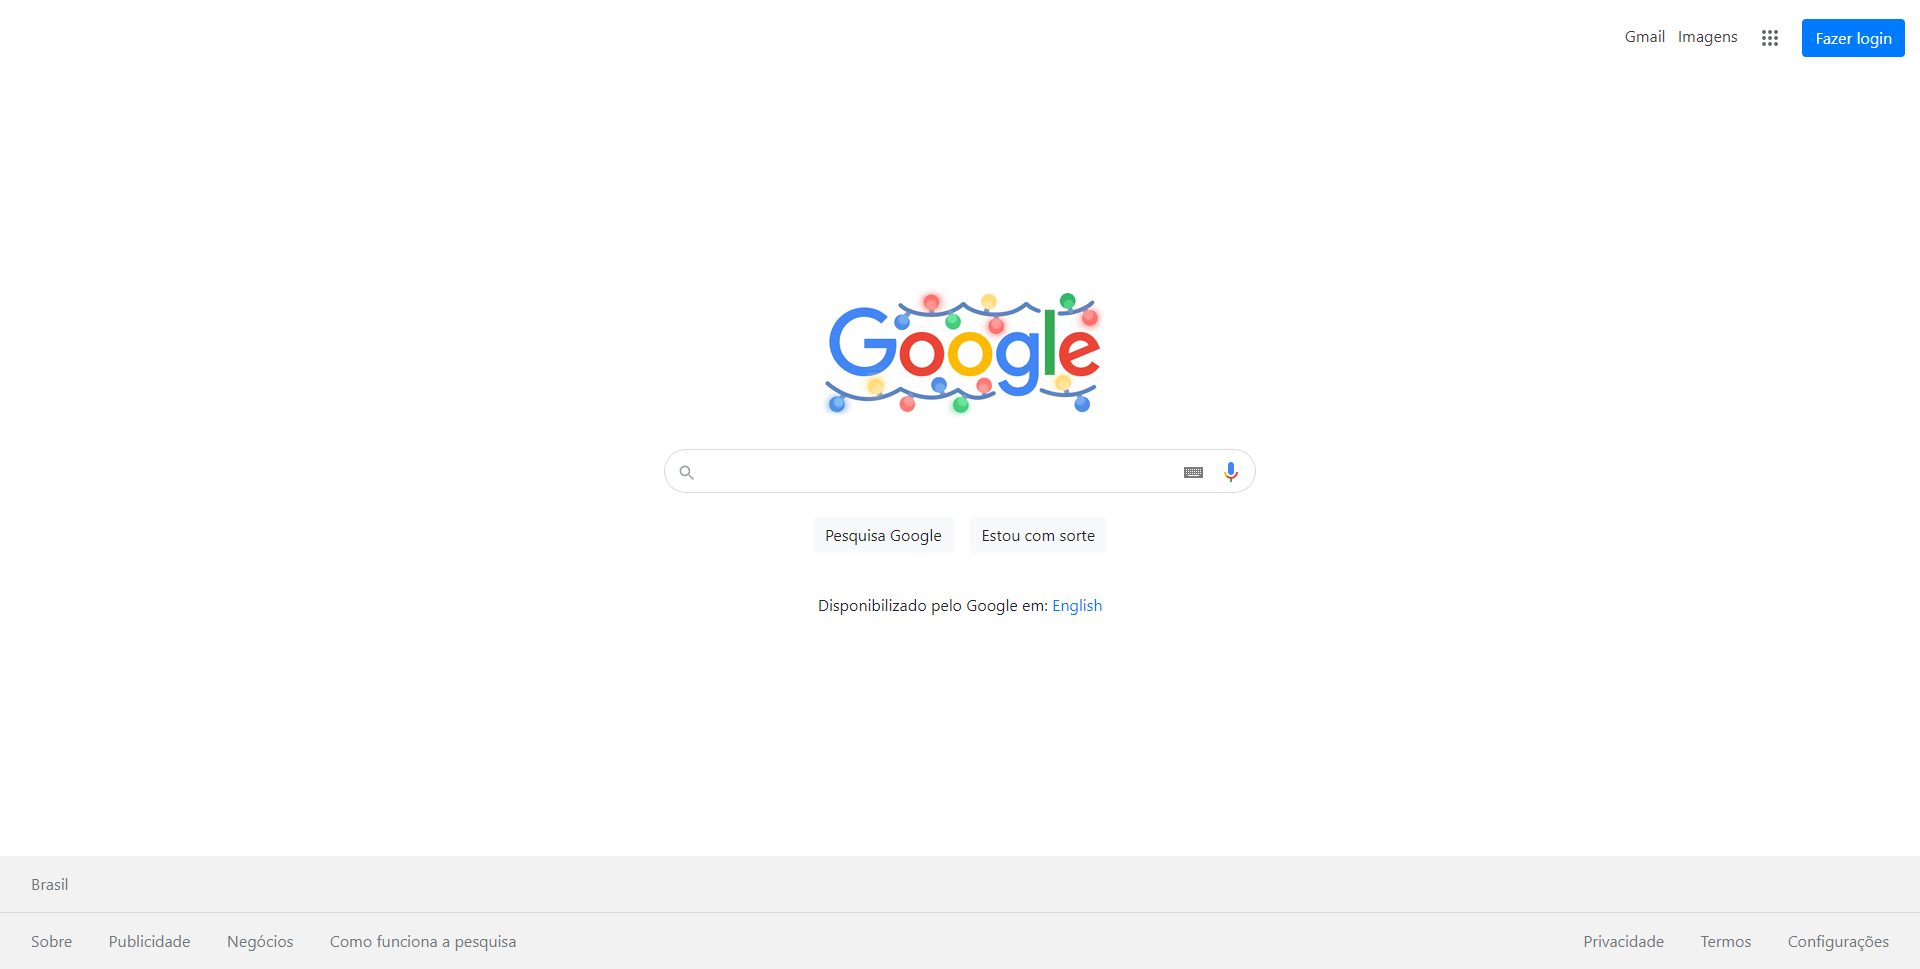 Gmail Imagens Fazer login
Google
Pesquisa Google Estou com sorte
Disponibilizado pelo Google em: English
Brasil
Sobre Publicidade Negócios Como funciona a pesquisa Privacidade Termos Configurações